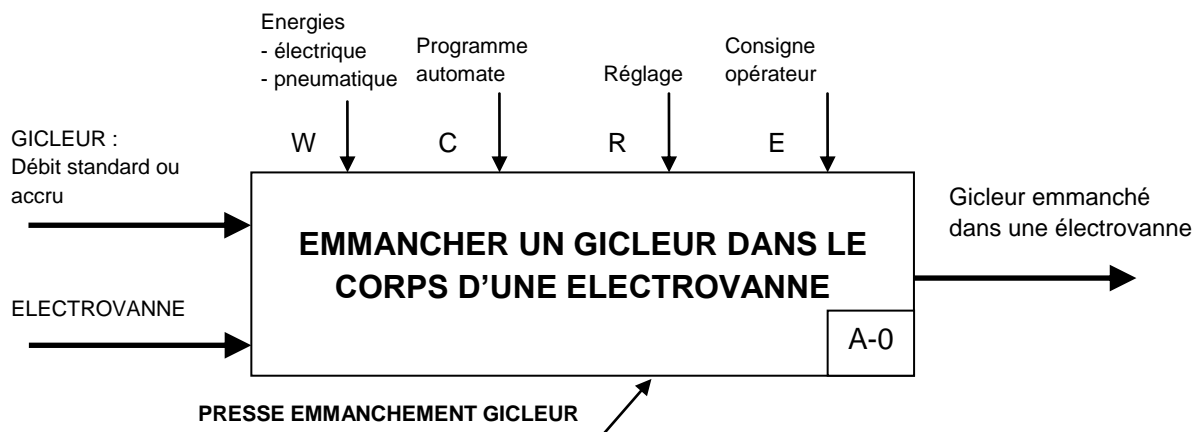 Energies
- électrique
- pneumatique
Programme
automate
Réglage
Consigne
opérateur
W
C
R
E
GICLEUR :
Débit standard ou
accru
ELECTROVANNE
EMMANCHER UN GICLEUR DANS LE
CORPS D'UNE ELECTROVANNE
A-0
Gicleur emmanché
dans une électrovanne
PRESSE EMMANCHEMENT GICLEUR